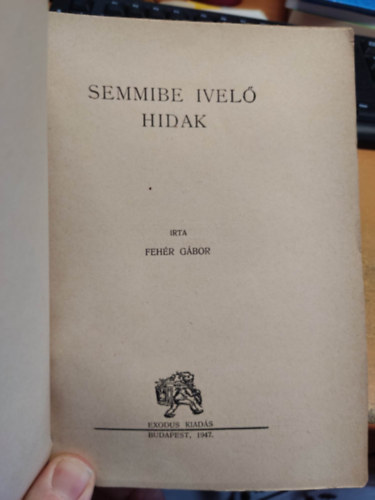 SEMMIBE IVELŐ
HIDAK
IRTA
FEHÉR GÁBOR
EXODUS KIADÁS
BUDAPEST, 1947.